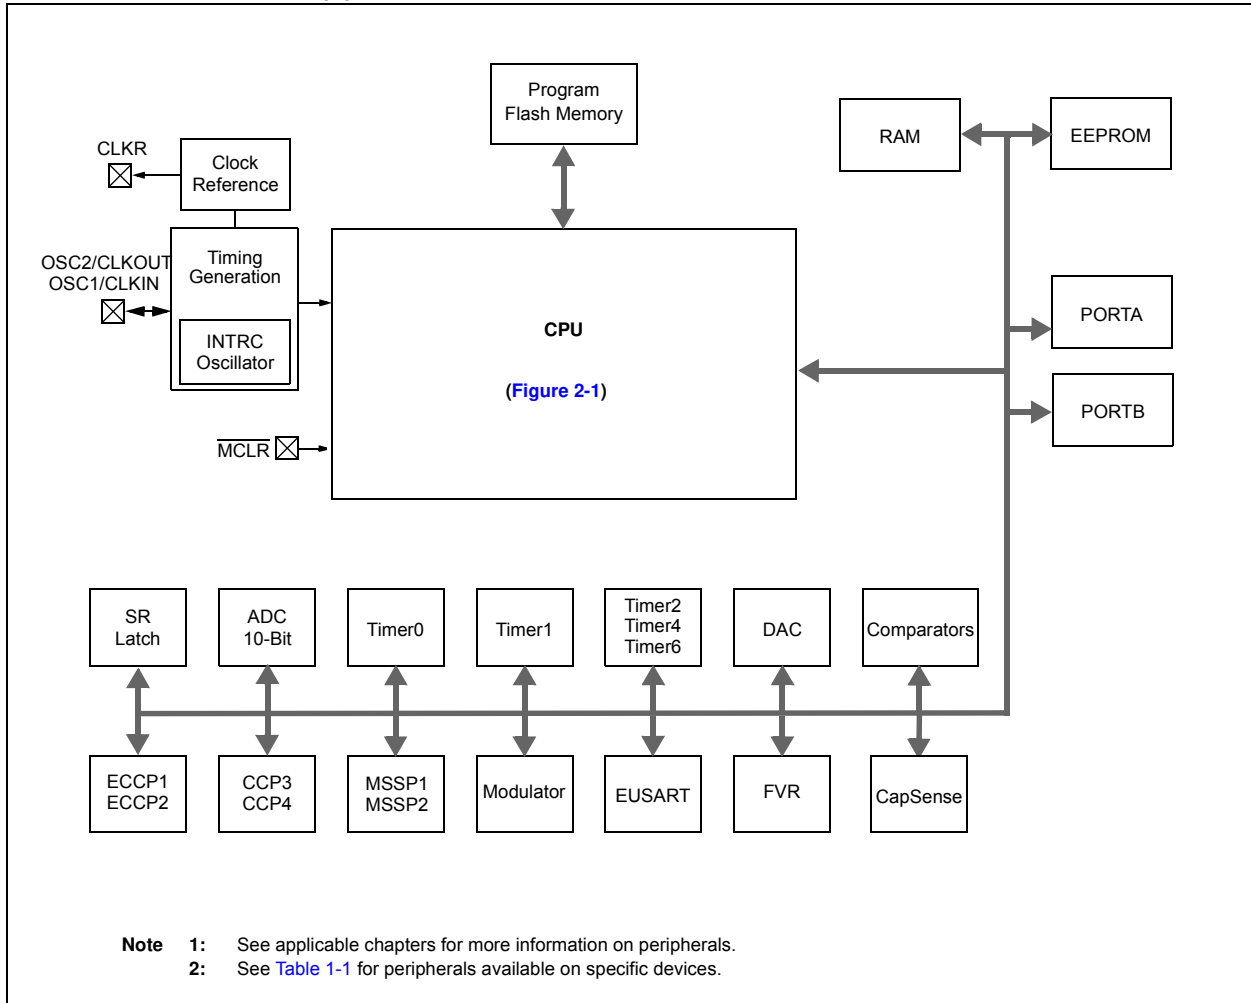 Program
Flash Memory
RAM
EEPROM
CLKR
Clock
Reference
OSC2/CLKOUT
OSC1/CLKIN
Timing
Generation
INTRC
Oscillator
CPU
(Figure 2-1)
PORTA
PORTB
MCLR
SR
Latch
ADC
10-Bit
Timer0
Timer1
Timer2
Timer4
Timer6
DAC
Comparators
ECCP1
ECCP2
CCP3
CCP4
MSSP1
MSSP2
Modulator
EUSART
FVR
CapSense
Note 1: See applicable chapters for more information on peripherals.
2: See Table 1-1 for peripherals available on specific devices.